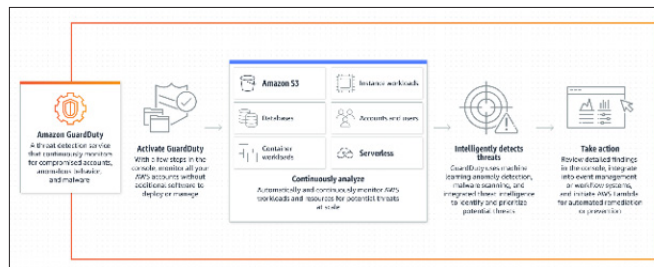 Amazon GuardDuty
A threat detection service
that continuously monitors
for compromised accounts,
anomalous behavior,
and malware
Activate GuardDuty
With a few steps in the
console, monitor all your
AWS accounts without
additional software to
deploy or manage
Amazon S3
Instance workloads
Databases
Accounts and users
Container
workloads
Serverless
Continuously analyze
Automatically and continuously monitor AWS
workloads and resources for potential threats
at scale
Intelligently detects
threats
GuardDuty uses machine
learning anomaly detection,
malware scanning, and
integrated threat intelligence
to identify and prioritize
potential threats
Take action
Review detailed findings
in the console, integrate
into event management
or workflow systems,
and initiate AWS Lambda
for automated remediation
or prevention